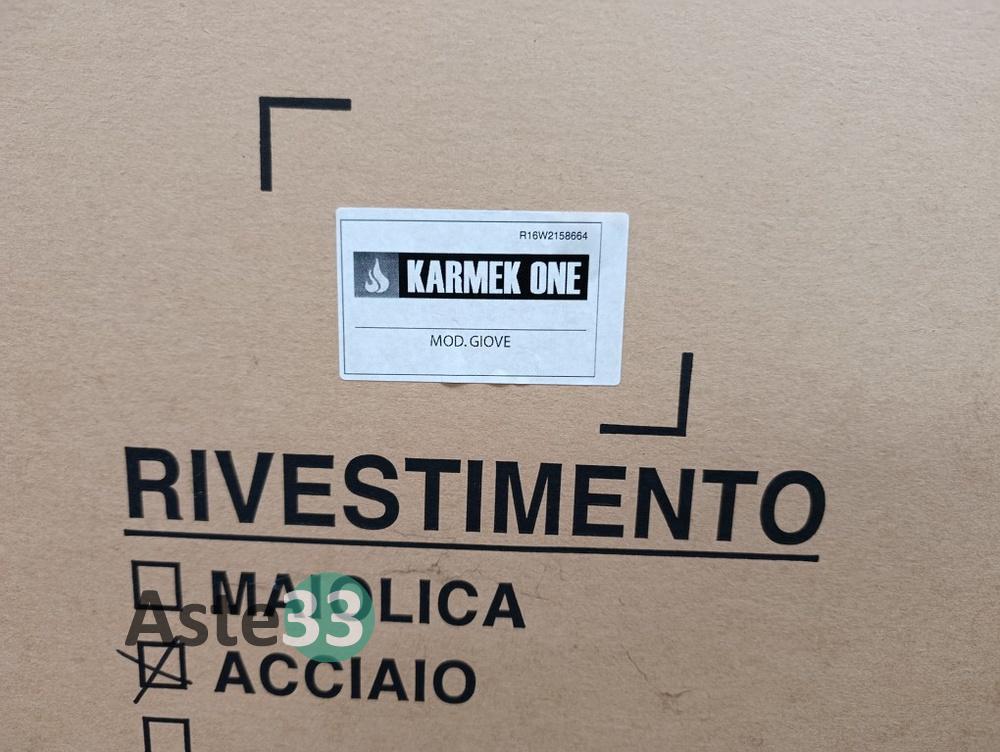 R16W2158664
KARMEK ONE
MOD. GIOVE
RIVESTIMENTO
MAIOLICA
Aste33
ACCIAIO